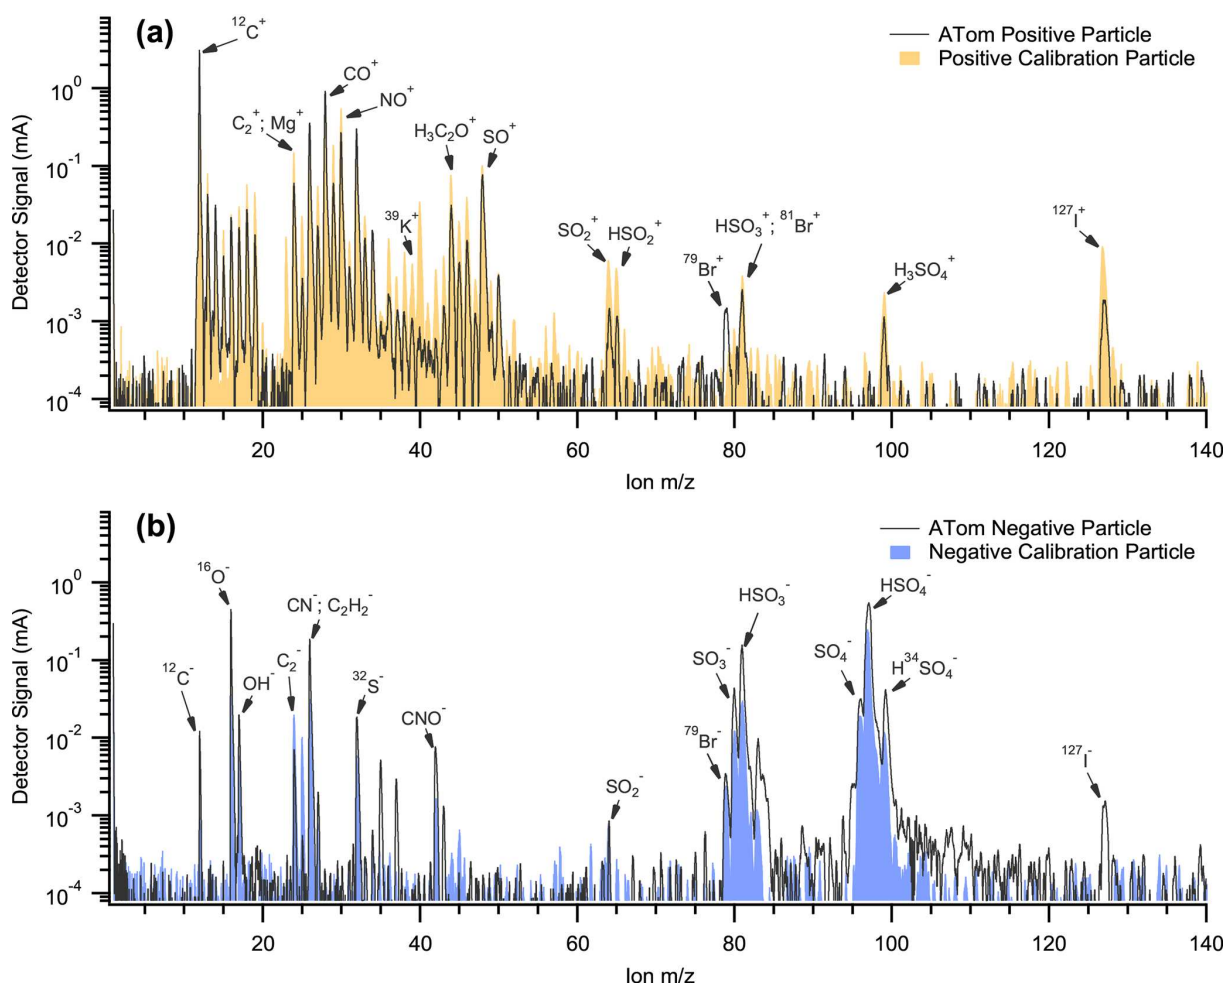 (a)
ATom Positive Particle
Positive Calibration Particle
¹²C⁺
CO⁺
NO⁺
C₂⁺; Mg⁺
H₃C₂O⁺
SO⁺
³⁹K⁺
SO₂⁺
HSO₂⁺
HSO₃⁺; ⁸¹Br⁺
⁷⁹Br⁺
H₃SO₄⁺
¹²⁷I⁺
Detector Signal (mA)
10⁰
10⁻¹
10⁻²
10⁻³
10⁻⁴
20 40 60 80 100 120 140
Ion m/z
(b)
ATom Negative Particle
Negative Calibration Particle
¹⁶O⁻
CN⁻; C₂H₂⁻
¹²C⁻
OH⁻
C₂⁻
³²S⁻
CNO⁻
SO₂⁻
HSO₃⁻
SO₃⁻
⁷⁹Br⁻
HSO₄⁻
SO₄⁻
H³⁴SO₄⁻
¹²⁷I⁻
Detector Signal (mA)
10⁰
10⁻¹
10⁻²
10⁻³
10⁻⁴
20 40 60 80 100 120 140
Ion m/z